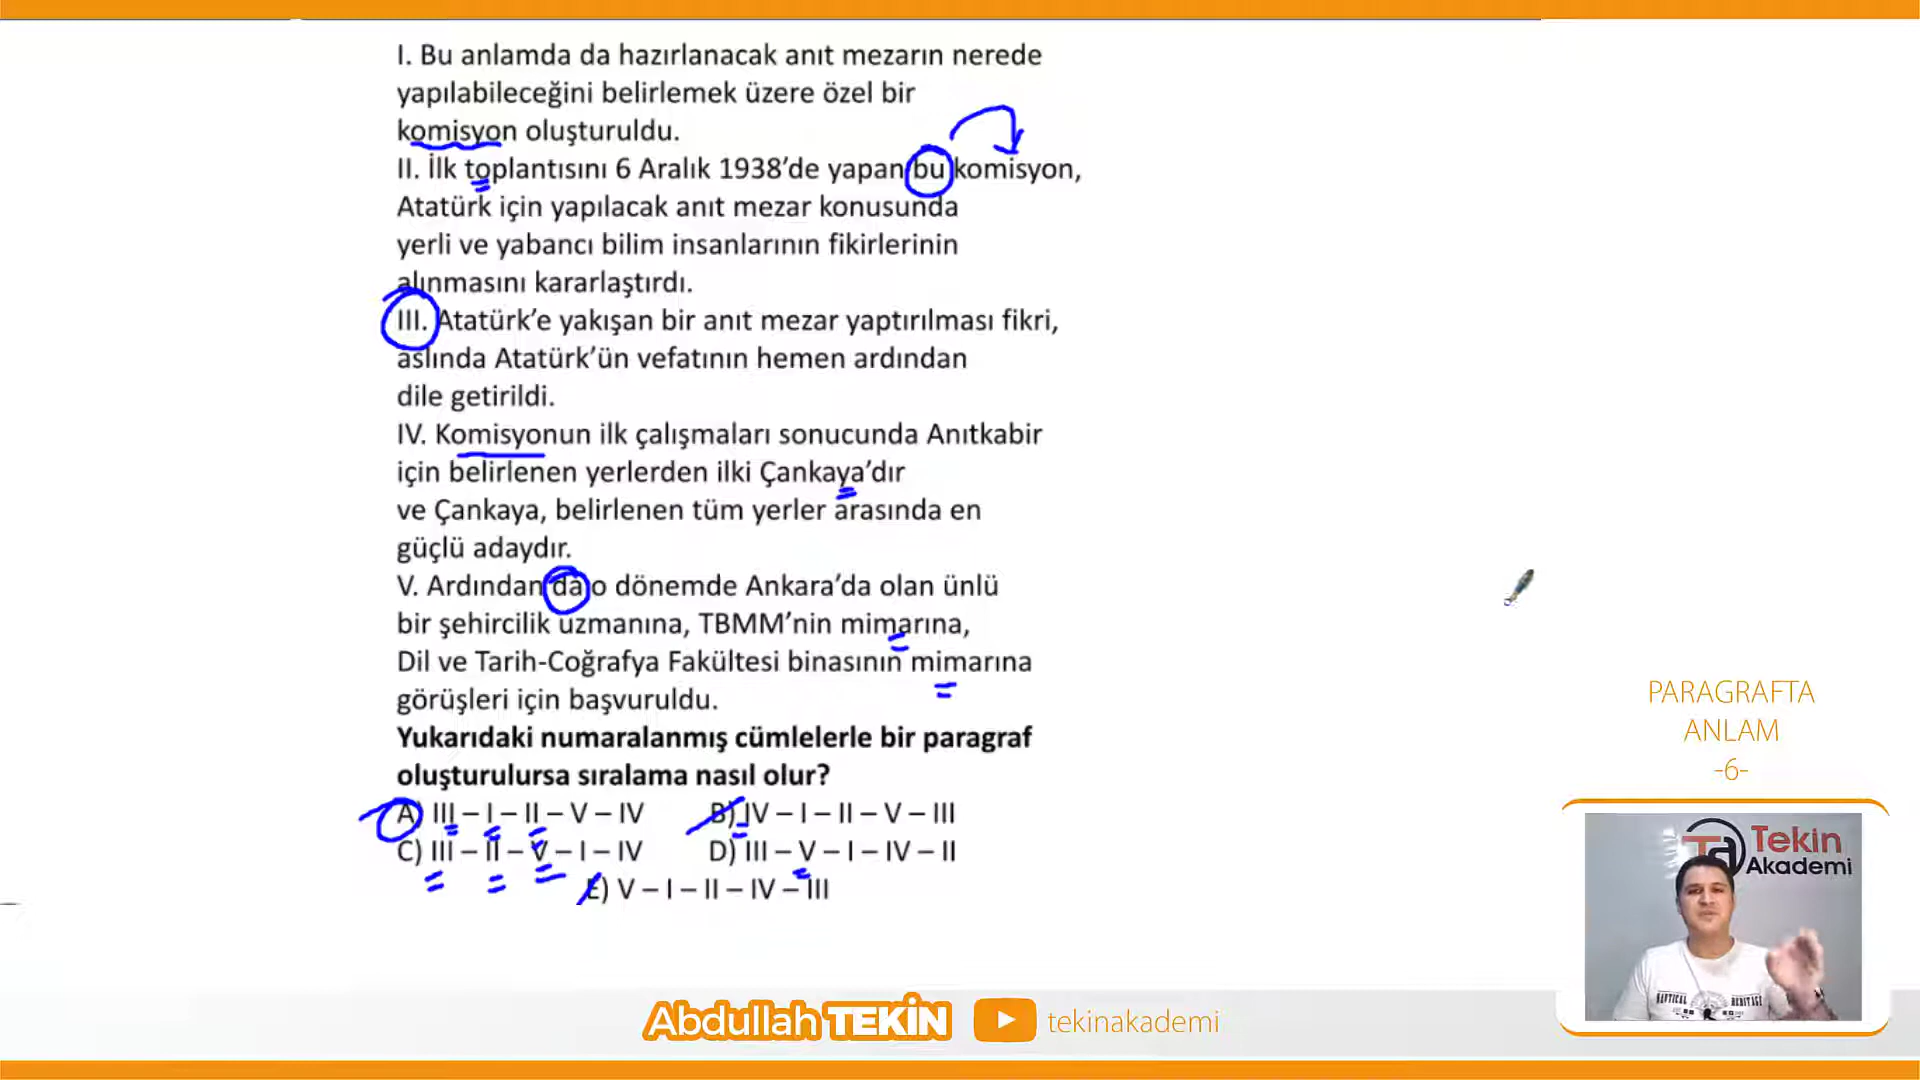 I. Bu anlamda da hazırlanacak anıt mezarın nerede
yapılabileceğini belirlemek üzere özel bir
komisyon oluşturuldu.
II. İlk toplantısını 6 Aralık 1938’de yapan bu komisyon,
Atatürk için yapılacak anıt mezar konusunda
yerli ve yabancı bilim insanlarının fikirlerinin
alınmasını kararlaştırdı.
III. Atatürk’e yakışan bir anıt mezar yaptırılması fikri,
aslında Atatürk’ün vefatının hemen ardından
dile getirildi.
IV. Komisyonun ilk çalışmaları sonucunda Anıtkabir
için belirlenen yerlerden ilki Çankaya’dır
ve Çankaya, belirlenen tüm yerler arasında en
güçlü adaydır.
V. Ardından da o dönemde Ankara’da olan ünlü
bir şehircilik uzmanına, TBMM’nin mimarına,
Dil ve Tarih-Coğrafya Fakültesi binasının mimarına
görüşleri için başvuruldu.
Yukarıdaki numaralanmış cümlelerle bir paragraf
oluşturulursa sıralama nasıl olur?
A) III – I – II – V – IV B) IV – I – II – V – III
C) III – II – V – I – IV D) III – V – I – IV – II
E) V – I – II – IV – III
PARAGRAFTA
ANLAM
-6-
Tekin
Akademi
NAUTICAL HERITAGE
Abdullah TEKİN tekinakademi